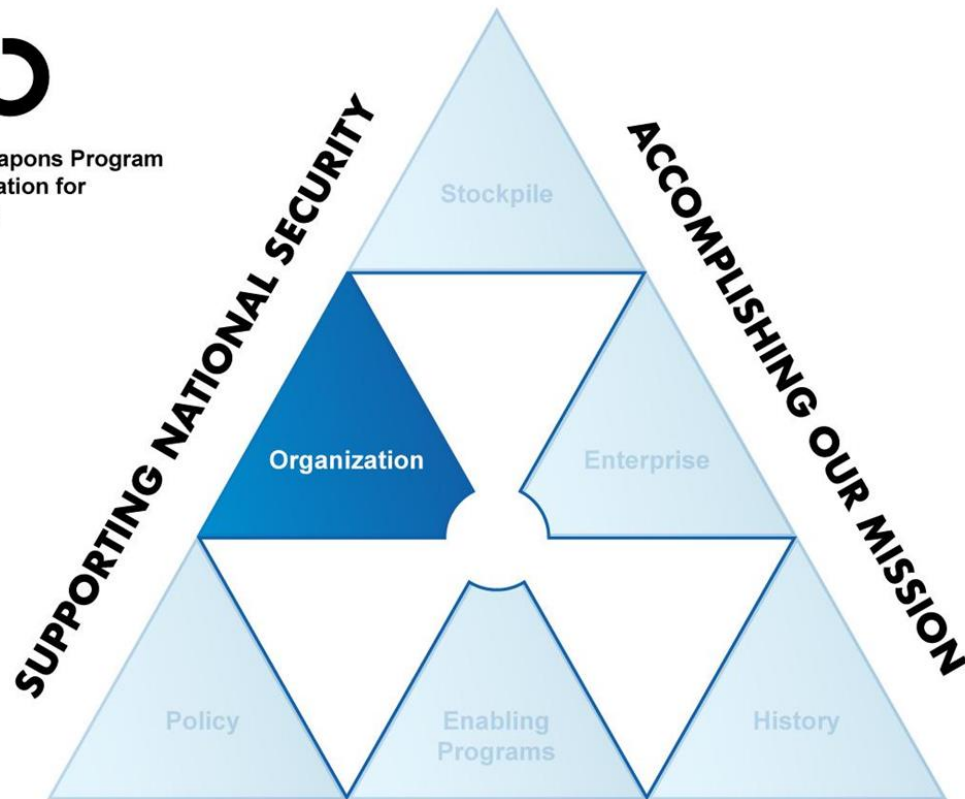 apons Program
ation for
SUPPORTING NATIONAL SECURITY
ACCOMPLISHING OUR MISSION
Stockpile
Organization
Enterprise
Policy
Enabling
Programs
History